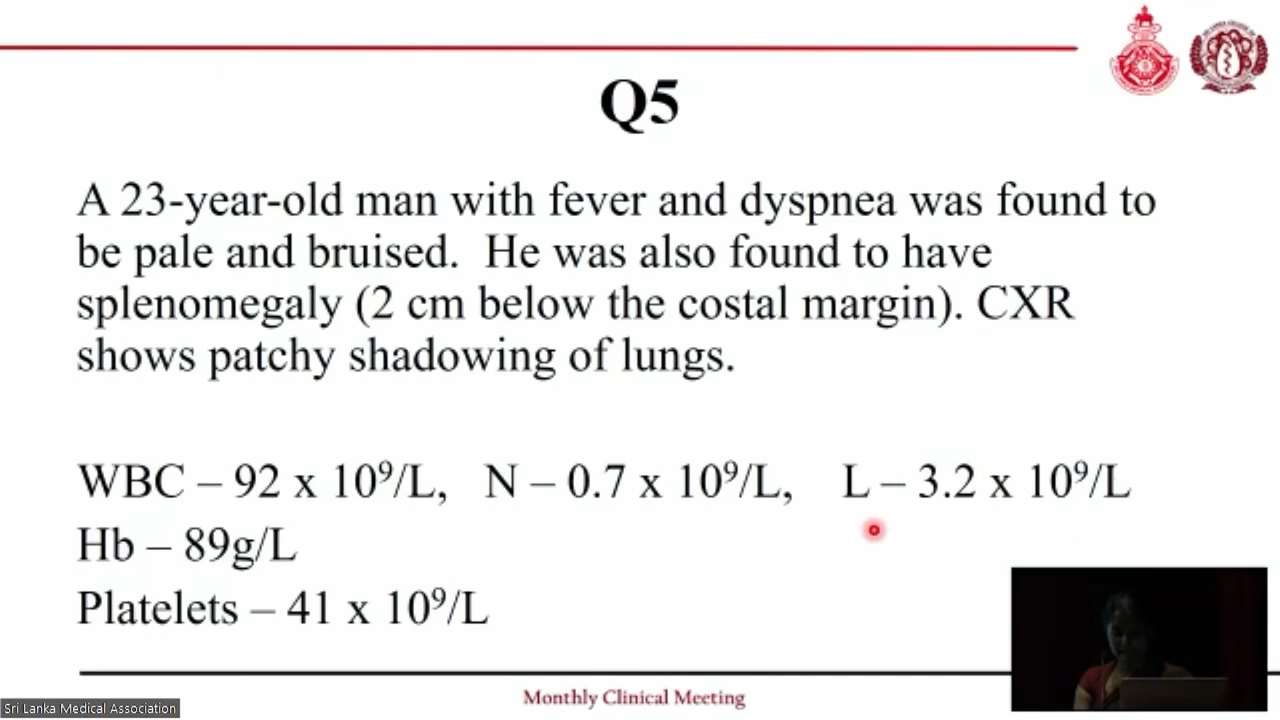 Q5
A 23-year-old man with fever and dyspnea was found to
be pale and bruised.  He was also found to have
splenomegaly (2 cm below the costal margin). CXR
shows patchy shadowing of lungs.
WBC – 92 x 10⁹/L,   N – 0.7 x 10⁹/L,    L – 3.2 x 10⁹/L
Hb – 89g/L
Platelets – 41 x 10⁹/L
Monthly Clinical Meeting
Sri Lanka Medical Association